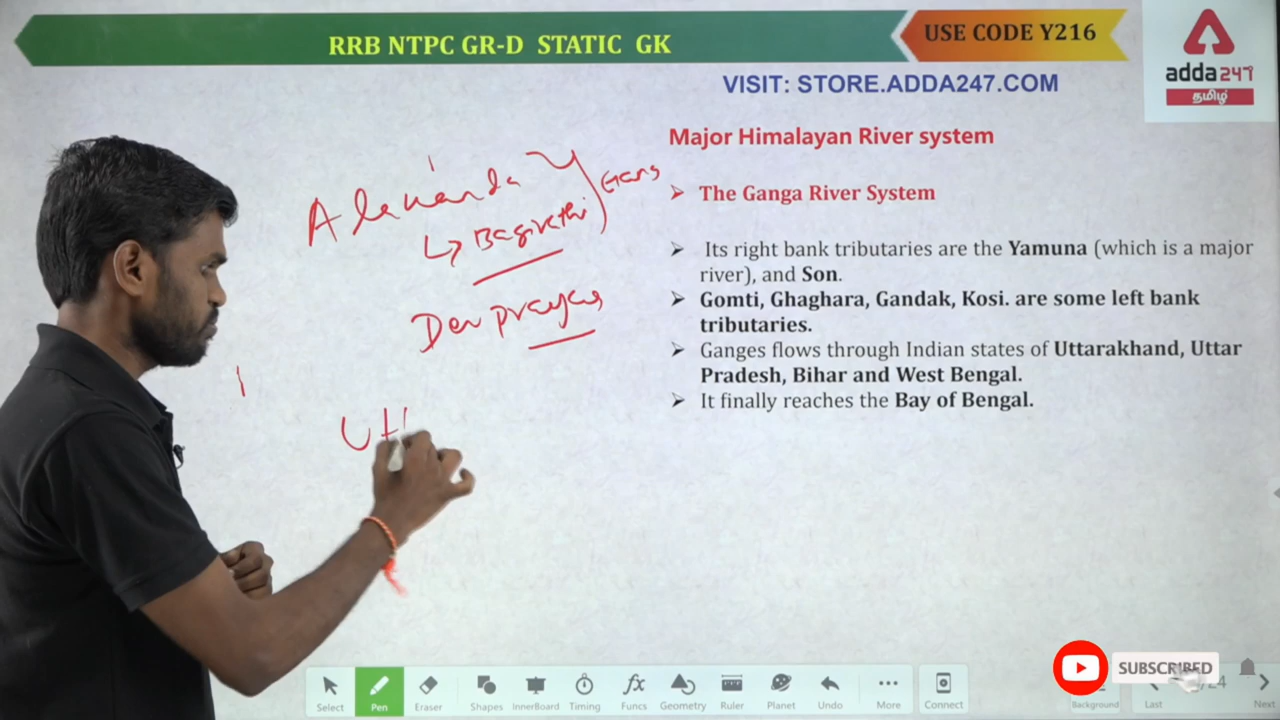 RRB NTPC GR-D STATIC GK
USE CODE Y216
adda247
தமிழ்
VISIT: STORE.ADDA247.COM
Major Himalayan River system
The Ganga River System
Its right bank tributaries are the Yamuna (which is a major
river), and Son.
Gomti, Ghaghara, Gandak, Kosi. are some left bank
tributaries.
Ganges flows through Indian states of Uttarakhand, Uttar
Pradesh, Bihar and West Bengal.
It finally reaches the Bay of Bengal.
Bagirathi
Dev prayag
Utt
SUBSCRIBED
Select
Pen
Eraser
Shapes
InnerBoard
Timing
fx
Funcs
Geometry
Ruler
Planet
Undo
More
Connect
Background
Last
/24
Next